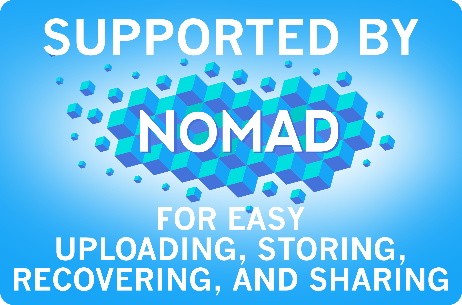 SUPPORTED BY
NOMAD
FOR EASY
UPLOADING, STORING,
RECOVERING, AND SHARING